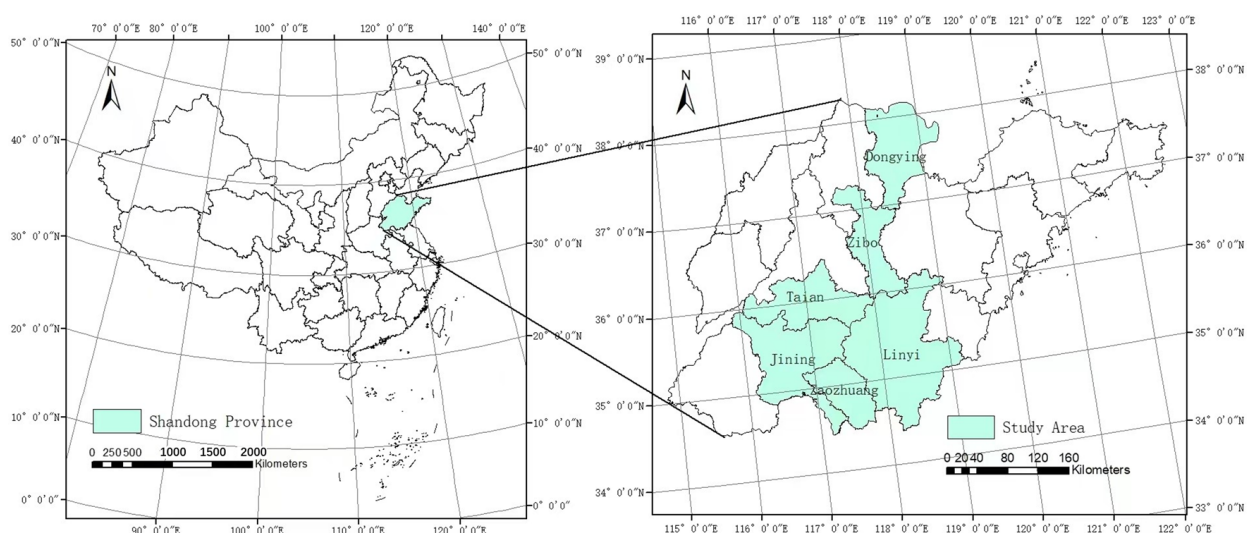 70° 0′0″E
80° 0′0″E
100° 0′0″E
120° 0′0″E
140° 0′0″E
50° 0′0″N
40° 0′0″N
30° 0′0″N
20° 0′0″N
10° 0′0″N
0° 0′0″
N
50° 0′0″N
40° 0′0″N
30° 0′0″N
20° 0′0″N
10° 0′0″N
0° 0′0″
Shandong Province
0 250 500 1000 1500 2000
Kilometers
90° 0′0″E
100° 0′0″E
110° 0′0″E
120° 0′0″E
116° 0′0″E
117° 0′0″E
118° 0′0″E
119° 0′0″E
120° 0′0″E
121° 0′0″E
122° 0′0″E
123° 0′0″E
39° 0′0″N
38° 0′0″N
37° 0′0″N
36° 0′0″N
35° 0′0″N
34° 0′0″N
N
Dongying
Zibo
Taian
Jining
Linyi
Zaozhuang
38° 0′0″N
37° 0′0″N
36° 0′0″N
35° 0′0″N
34° 0′0″N
33° 0′0″N
Study Area
0 20 40 80 120 160
Kilometers
115° 0′0″E
116° 0′0″E
117° 0′0″E
118° 0′0″E
119° 0′0″E
120° 0′0″E
121° 0′0″E
122° 0′0″E